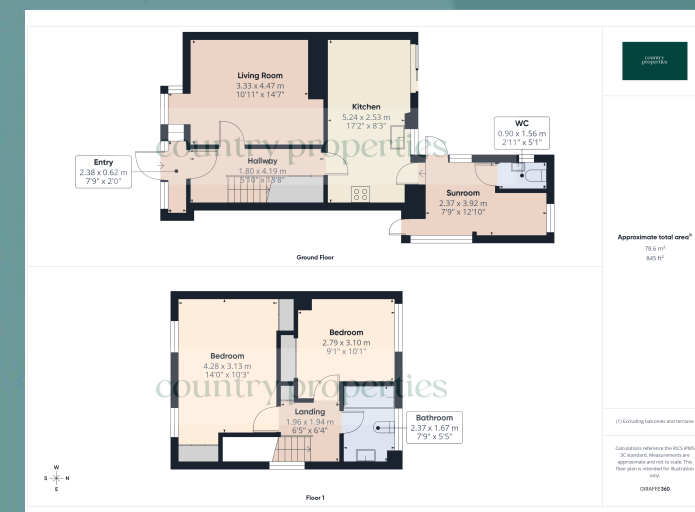 Living Room
3.33 x 4.47 m
10'11" x 14'7"
Kitchen
5.24 x 2.53 m
17'2" x 8'3"
WC
0.90 x 1.56 m
2'11" x 5'1"
country properties
Entry
2.38 x 0.62 m
7'9" x 2'0"
Hallway
1.80 x 4.19 m
5'10" x 13'8"
Sunroom
2.37 x 3.92 m
7'9" x 12'10"
Ground Floor
Bedroom
2.79 x 3.10 m
9'1" x 10'1"
Bedroom
4.28 x 3.13 m
14'0" x 10'3"
country properties
Landing
1.96 x 1.94 m
6'5" x 6'4"
Bathroom
2.37 x 1.67 m
7'9" x 5'5"
W
S N
E
Floor 1
country
properties
Approximate total area⁽¹⁾
78.6 m²
845 ft²
(1) Excluding balconies and terraces
Calculations reference the RICS IPMS
3C standard. Measurements are
approximate and not to scale. This
floor plan is intended for illustration
only.
GIRAFFE360